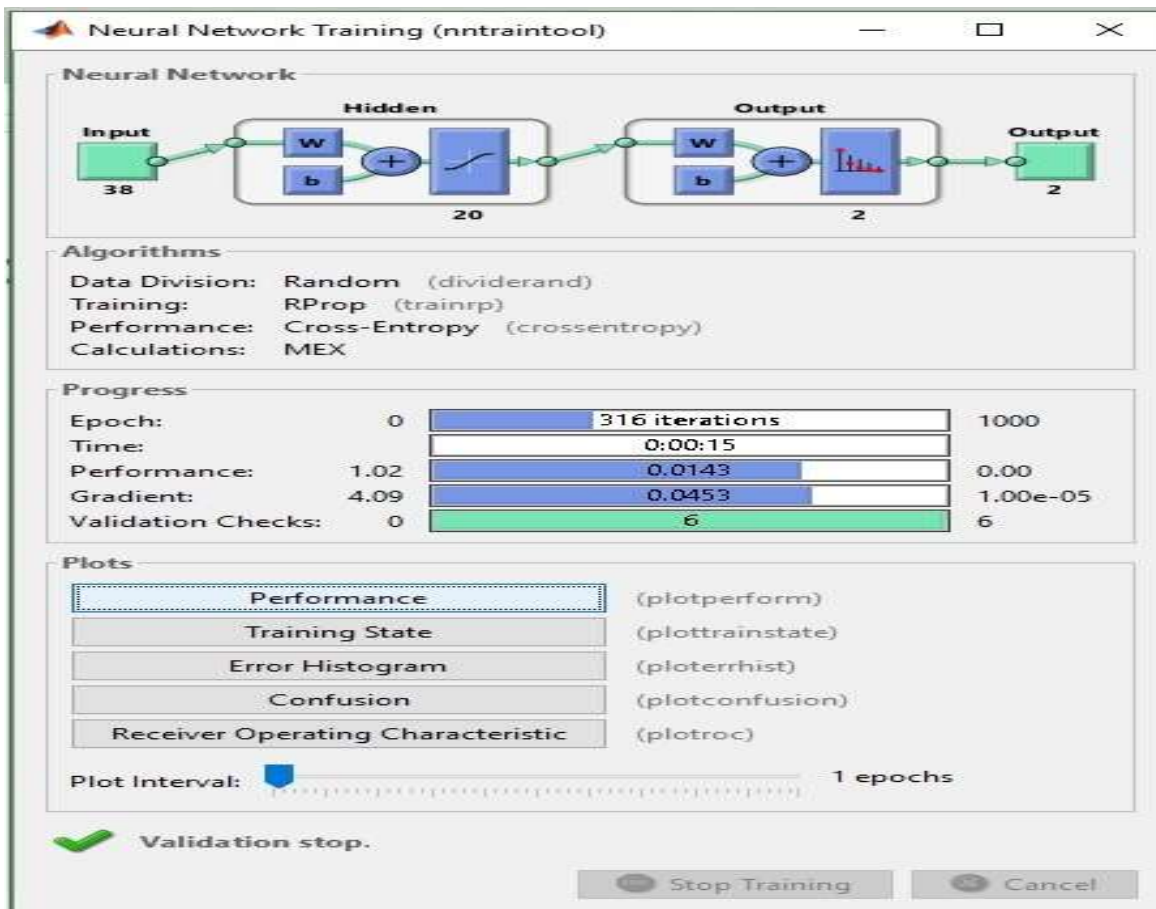 Neural Network Training (nntraintool)
Neural Network
Hidden
Output
Input
Output
W
W
b
b
38
20
2
2
Algorithms
Data Division: Random (dividerand)
Training: RProp (trainrp)
Performance: Cross-Entropy (crossentropy)
Calculations: MEX
Progress
Epoch: 0 316 iterations 1000
Time: 0:00:15
Performance: 1.02 0.0143 0.00
Gradient: 4.09 0.0453 1.00e-05
Validation Checks: 0 6 6
Plots
Performance (plotperform)
Training State (plottrainstate)
Error Histogram (ploterrhist)
Confusion (plotconfusion)
Receiver Operating Characteristic (plotroc)
Plot Interval: 1 epochs
Validation stop.
Stop Training Cancel